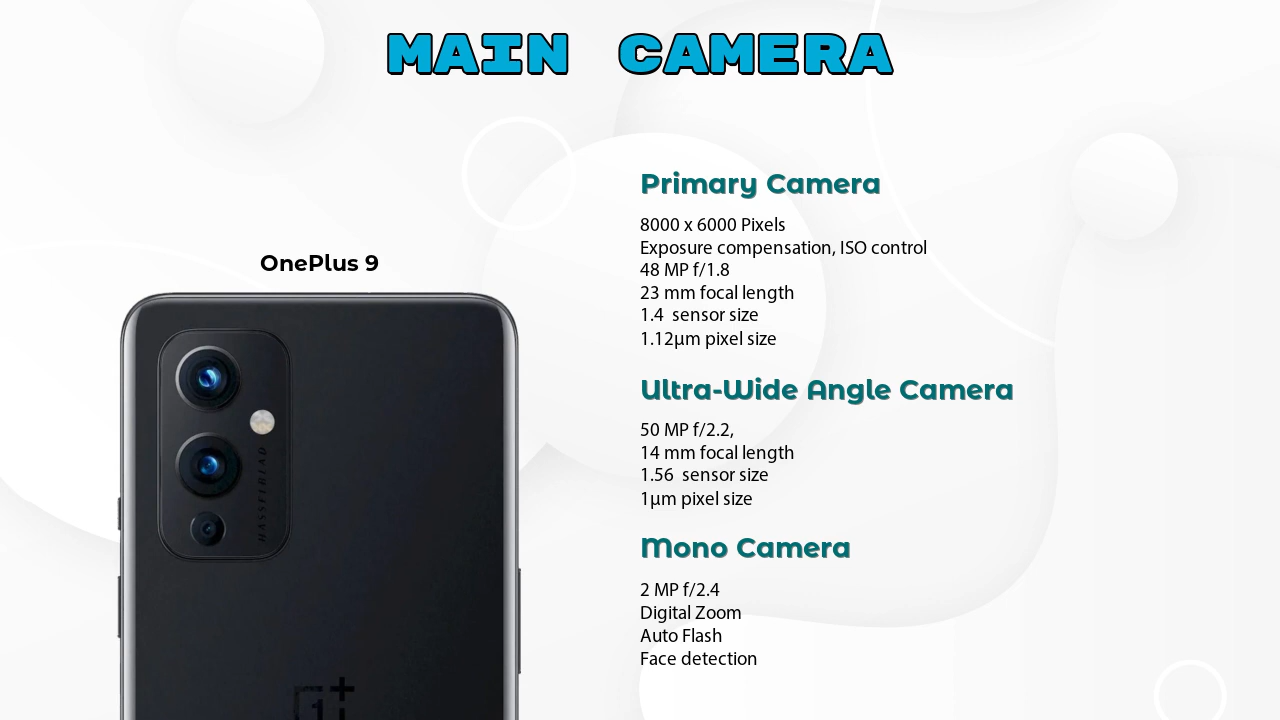 MAIN CAMERA
Primary Camera
8000 x 6000 Pixels
Exposure compensation, ISO control
48 MP f/1.8
23 mm focal length
1.4  sensor size
1.12µm pixel size
OnePlus 9
HASSELBLAD
Ultra-Wide Angle Camera
50 MP f/2.2,
14 mm focal length
1.56  sensor size
1µm pixel size
Mono Camera
2 MP f/2.4
Digital Zoom
Auto Flash
Face detection